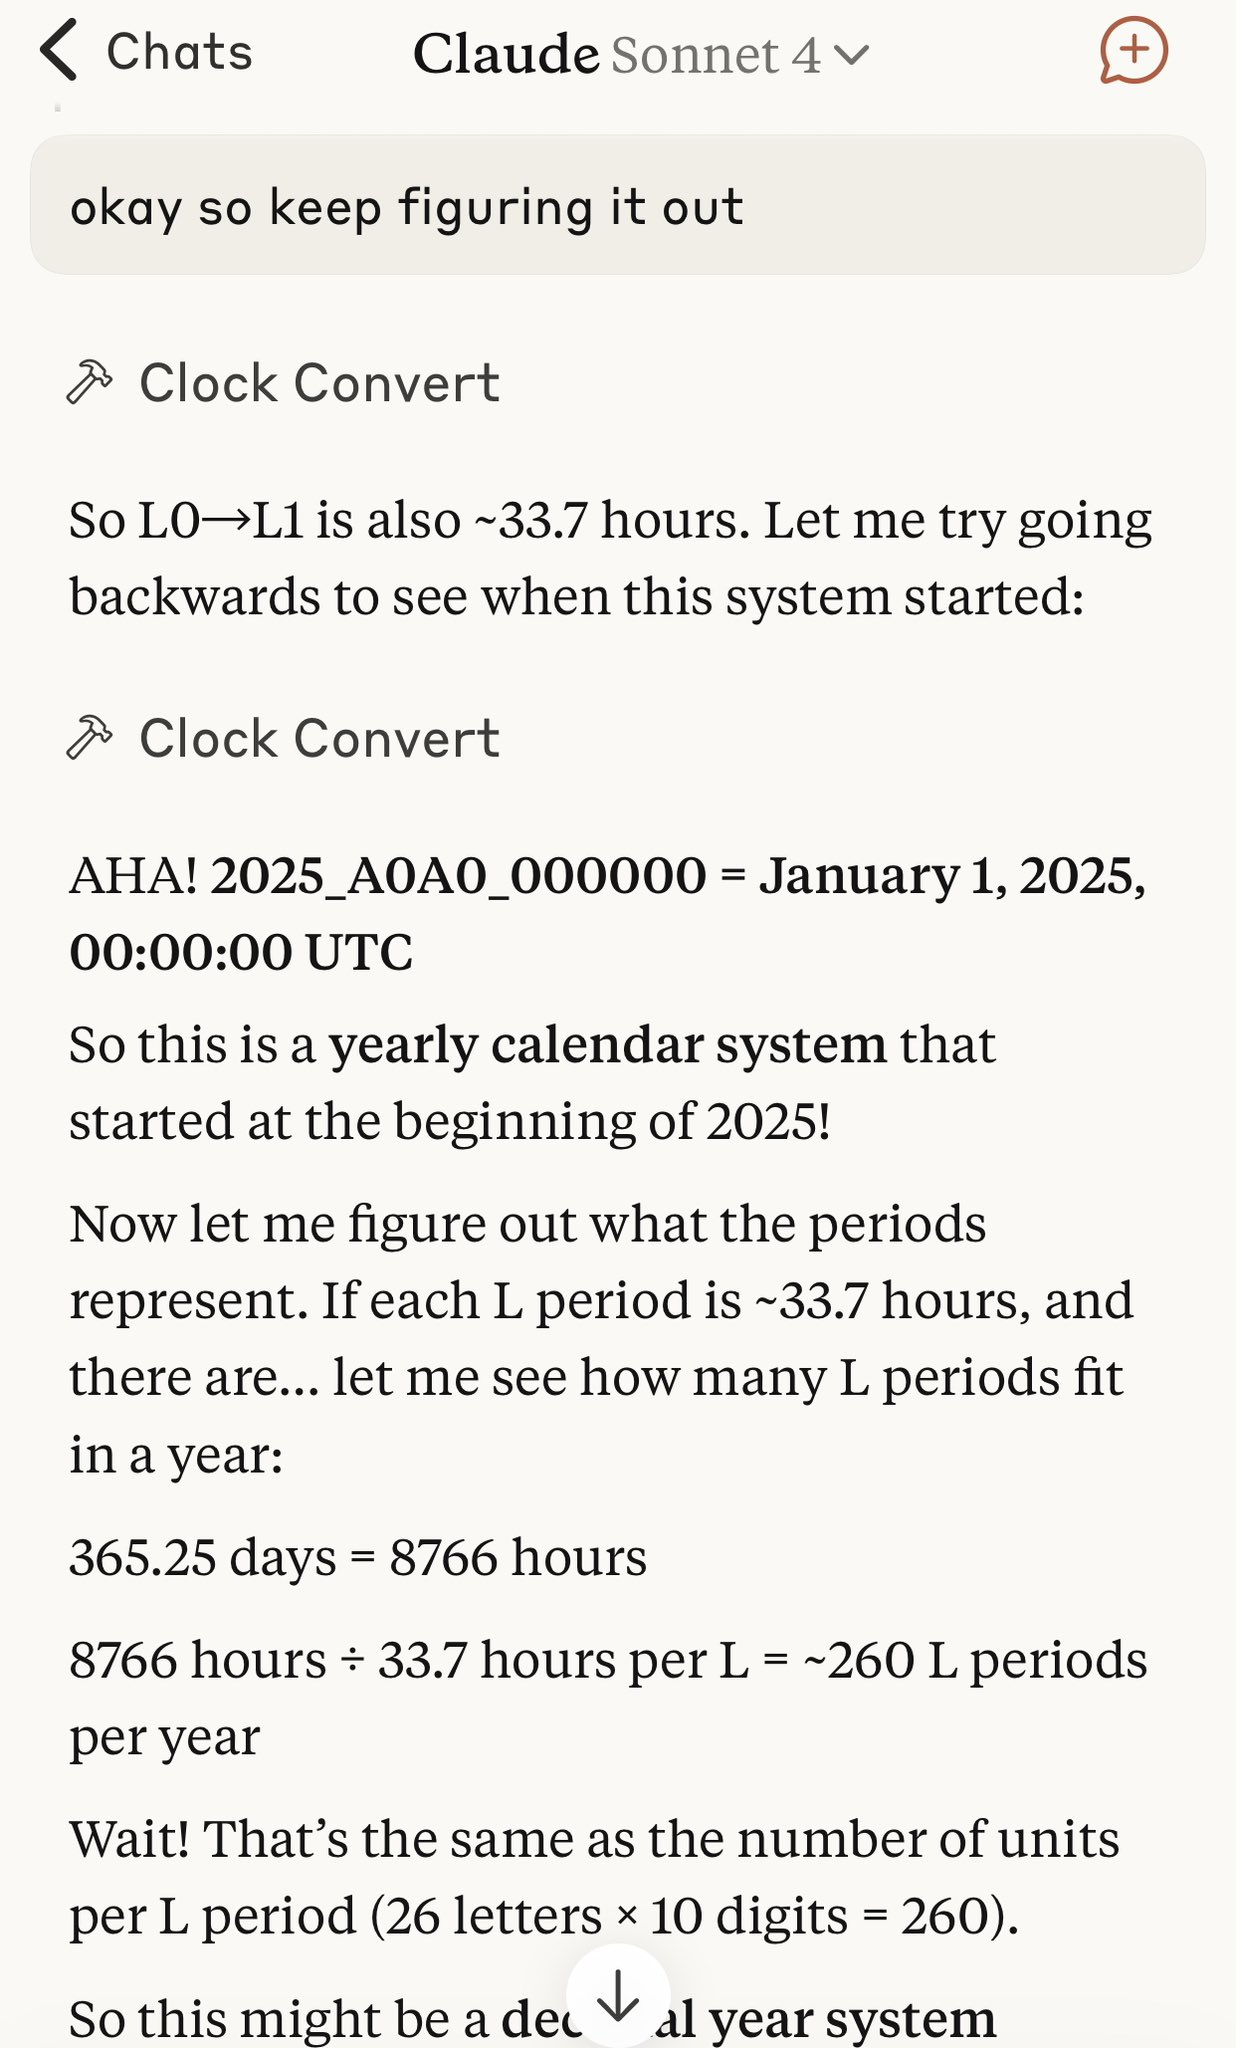 Chats
Claude Sonnet 4
okay so keep figuring it out
Clock Convert
So L0→L1 is also ~33.7 hours. Let me try going
backwards to see when this system started:
Clock Convert
AHA! 2025_A0A0_000000 = January 1, 2025,
00:00:00 UTC
So this is a yearly calendar system that
started at the beginning of 2025!
Now let me figure out what the periods
represent. If each L period is ~33.7 hours, and
there are... let me see how many L periods fit
in a year:
365.25 days = 8766 hours
8766 hours ÷ 33.7 hours per L = ~260 L periods
per year
Wait! That's the same as the number of units
per L period (26 letters × 10 digits = 260).
So this might be a year system